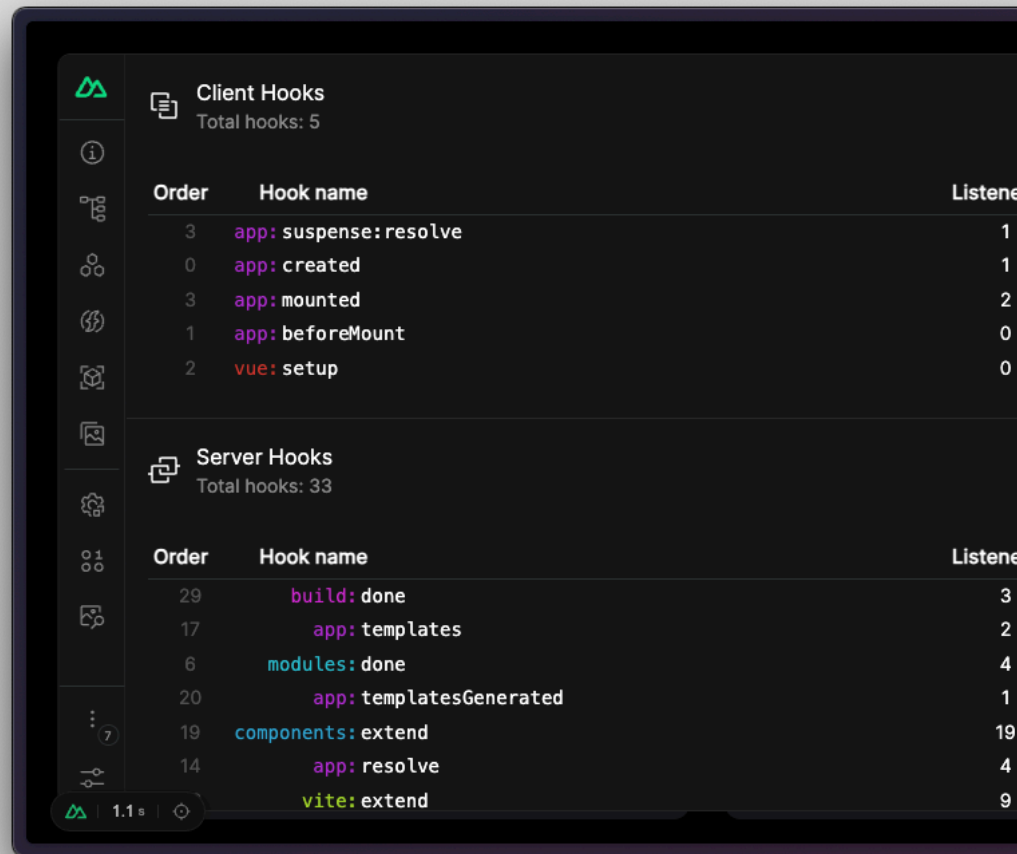 Client Hooks
Total hooks: 5
Order Hook name Listene
3 app:suspense:resolve 1
0 app:created 1
3 app:mounted 2
1 app:beforeMount 0
2 vue:setup 0
Server Hooks
Total hooks: 33
Order Hook name Listene
29 build:done 3
17 app:templates 2
6 modules:done 4
20 app:templatesGenerated 1
19 components:extend 19
14 app:resolve 4
vite:extend 9
7
1.1 s